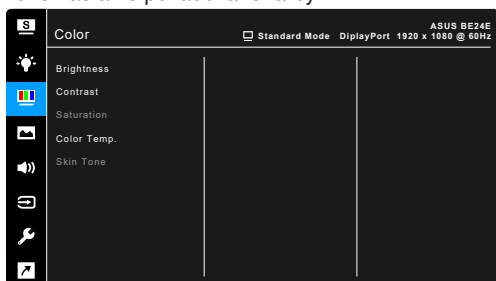 S
Color
Standard Mode DiplayPort 1920 x 1080 @ 60Hz
ASUS BE24E
Brightness
Contrast
Saturation
Color Temp.
Skin Tone